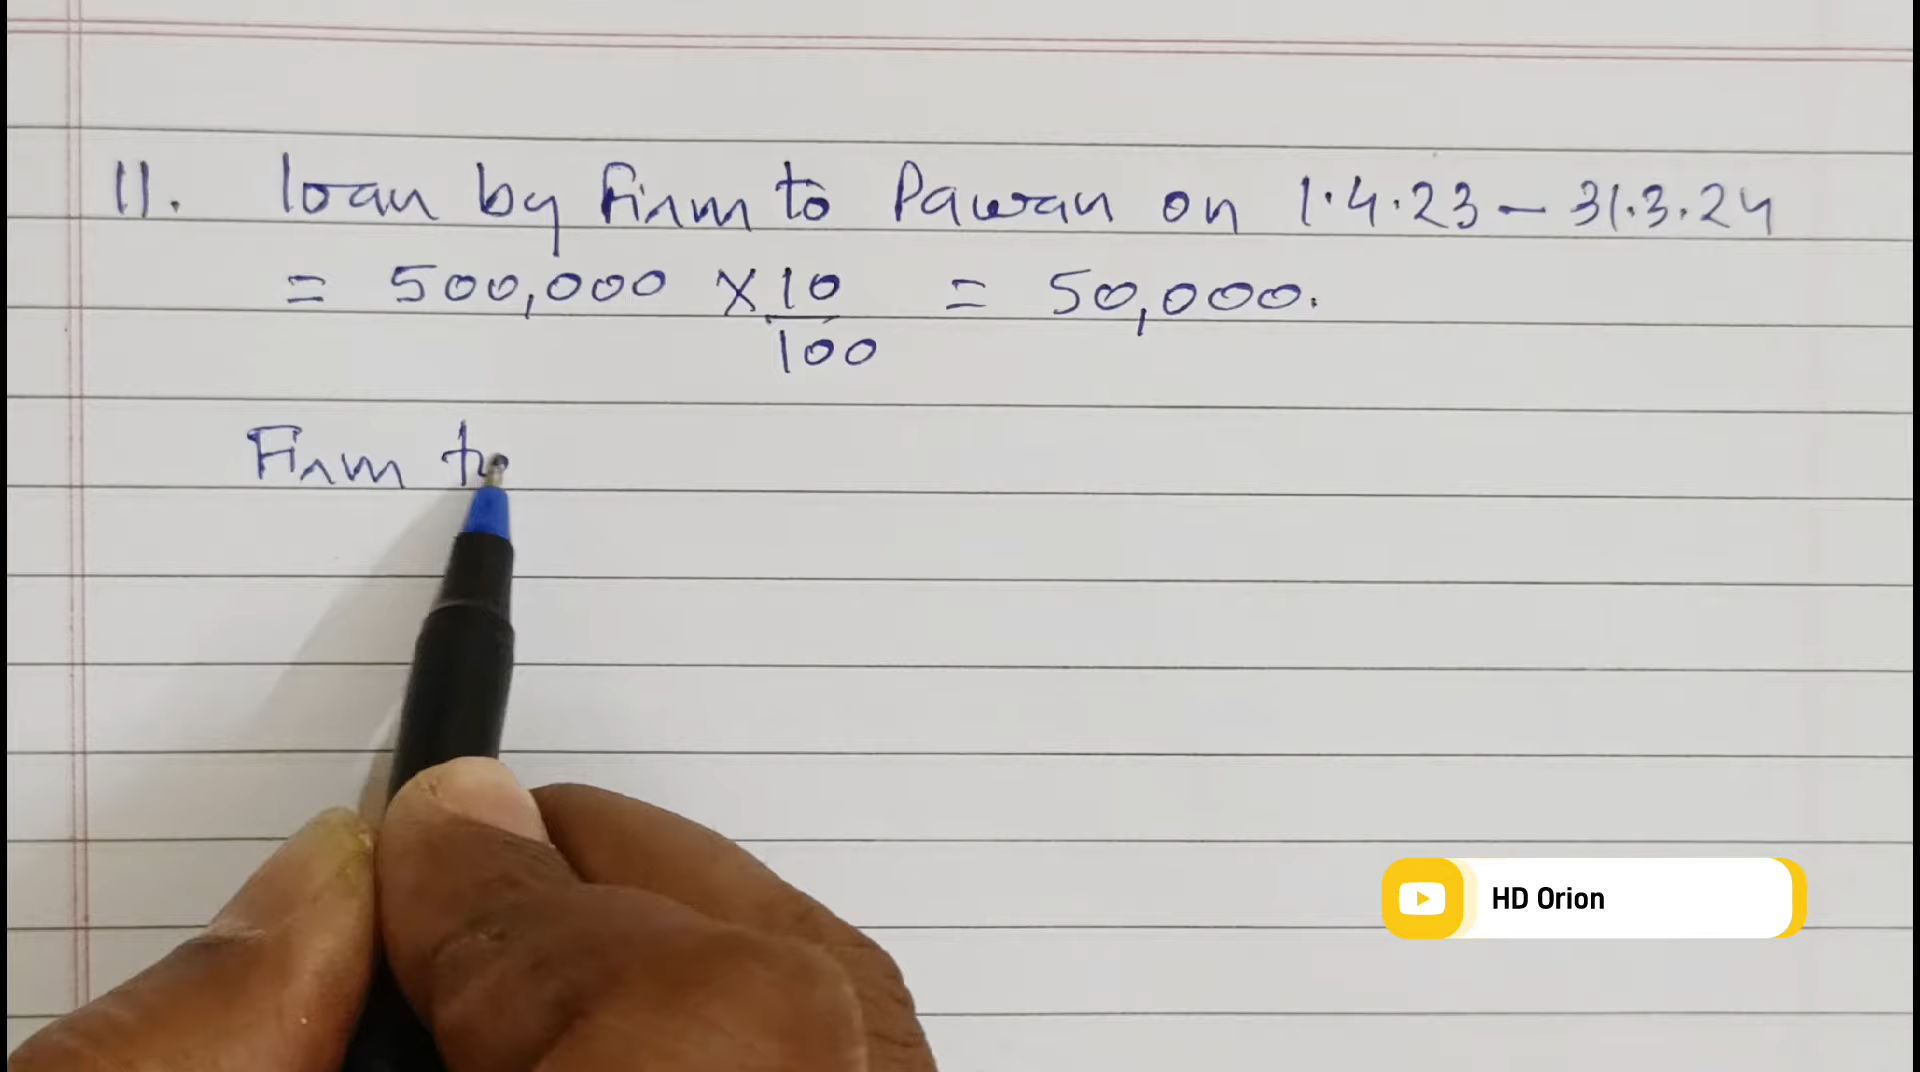 11. loan by Firm to Pawan on 1.4.23 - 31.3.24
= 500,000 × 10/100 = 50,000.
Firm to
HD Orion